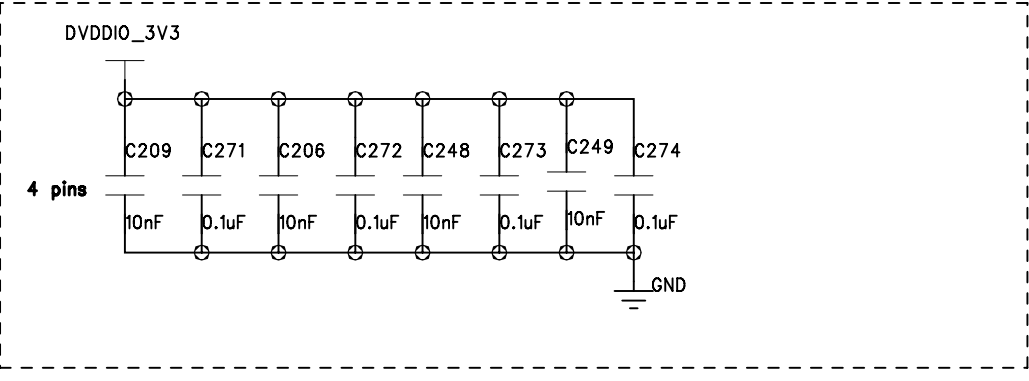 DVDDIO_3V3
C209 C271 C206 C272 C248 C273 C249 C274
4 pins
10nF 0.1uF 10nF 0.1uF 10nF 0.1uF 10nF 0.1uF
GND